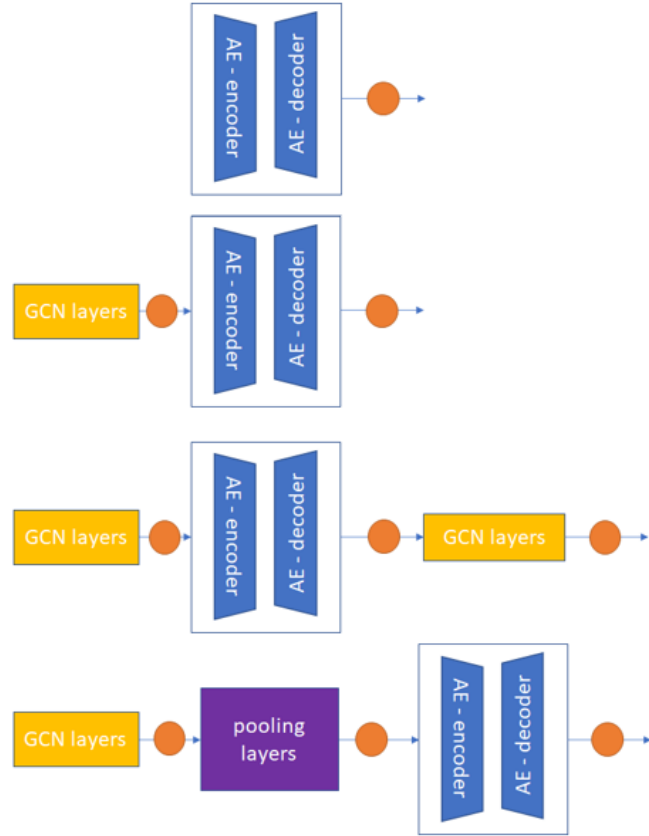 AE - encoder
AE - decoder
GCN layers
AE - encoder
AE - decoder
GCN layers
AE - encoder
AE - decoder
GCN layers
GCN layers
pooling
layers
AE - encoder
AE - decoder